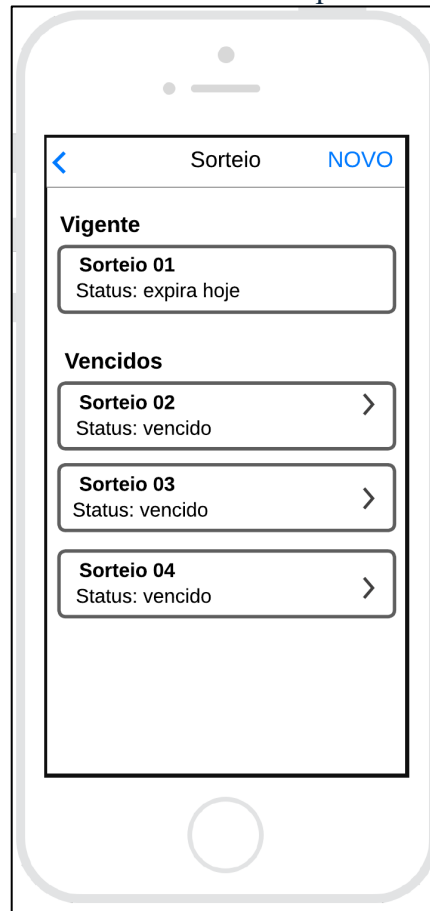 Sorteio NOVO
Vigente
Sorteio 01
Status: expira hoje
Vencidos
Sorteio 02
Status: vencido
Sorteio 03
Status: vencido
Sorteio 04
Status: vencido